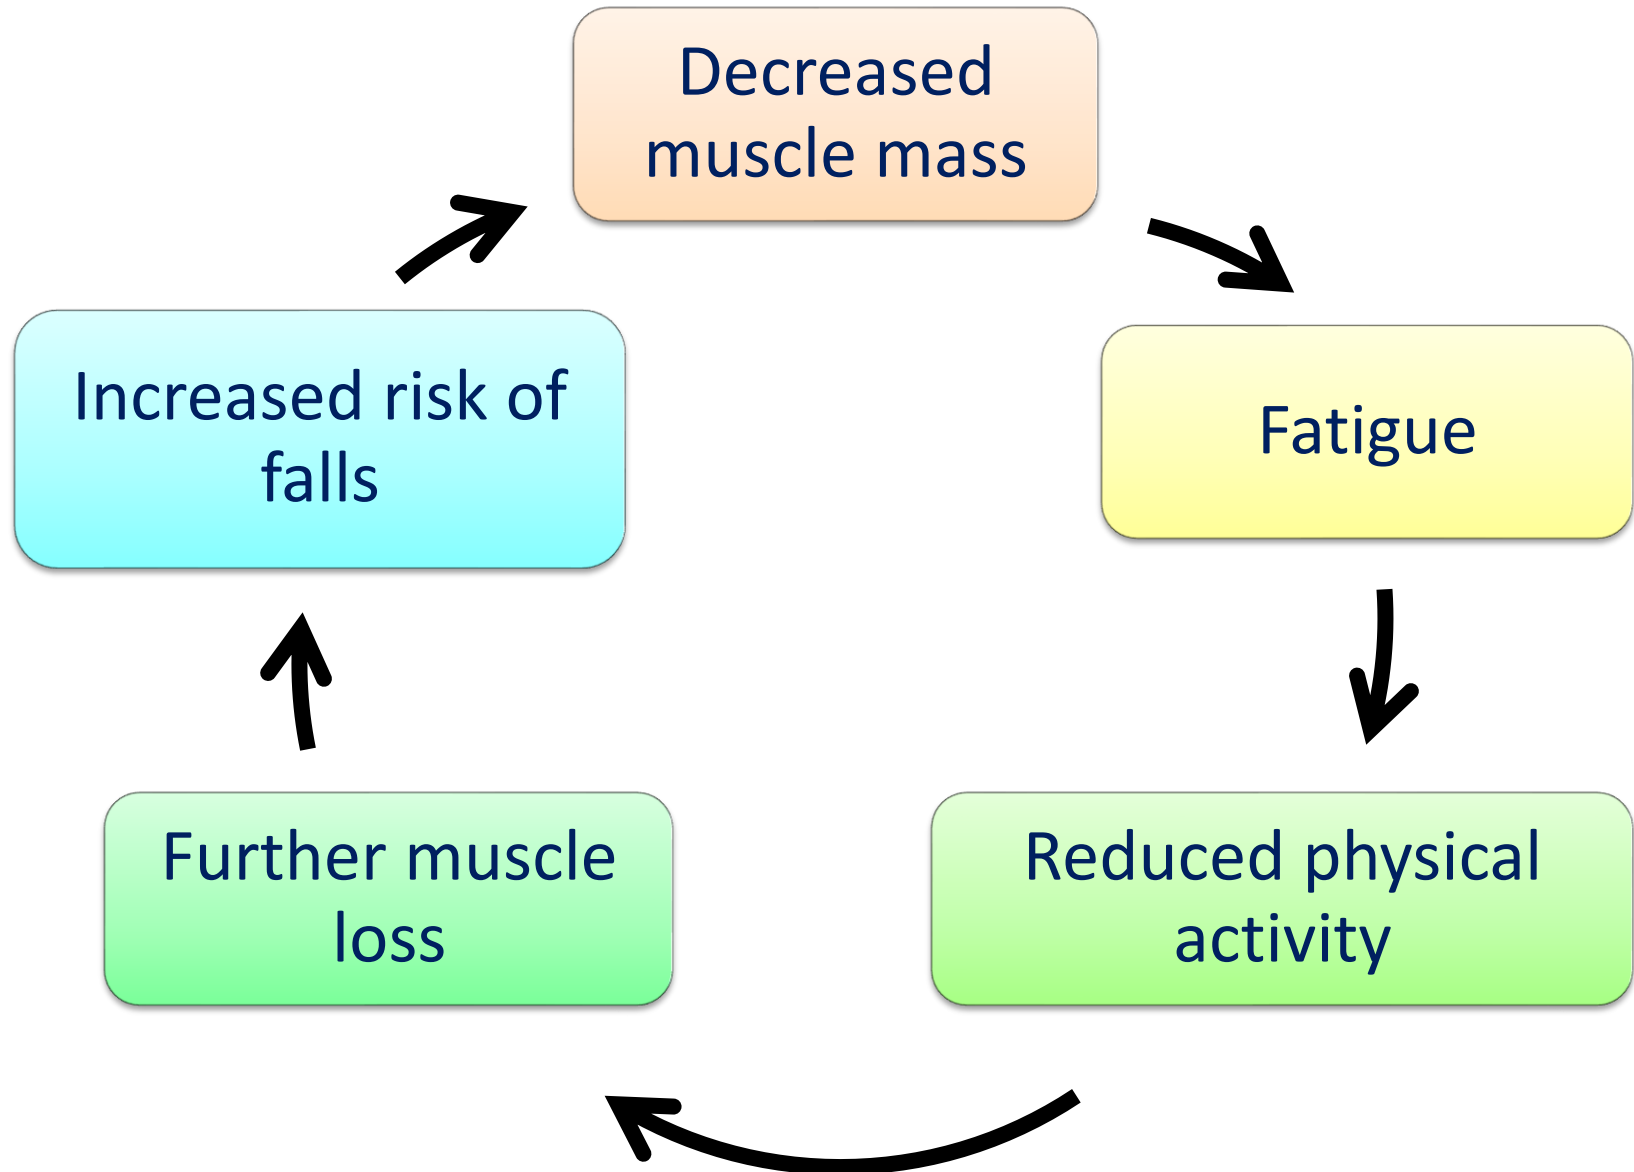 Decreased
muscle mass
Fatigue
Reduced physical
activity
Further muscle
loss
Increased risk of
falls